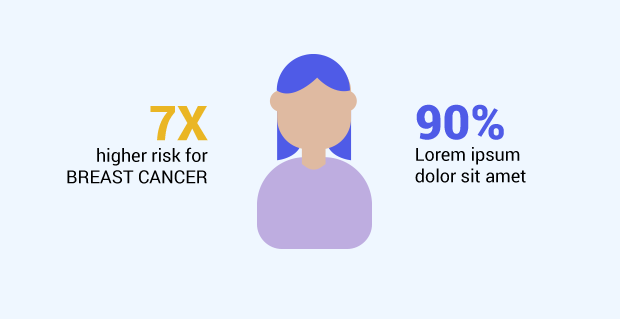 7X
higher risk for
BREAST CANCER
90%
Lorem ipsum
dolor sit amet